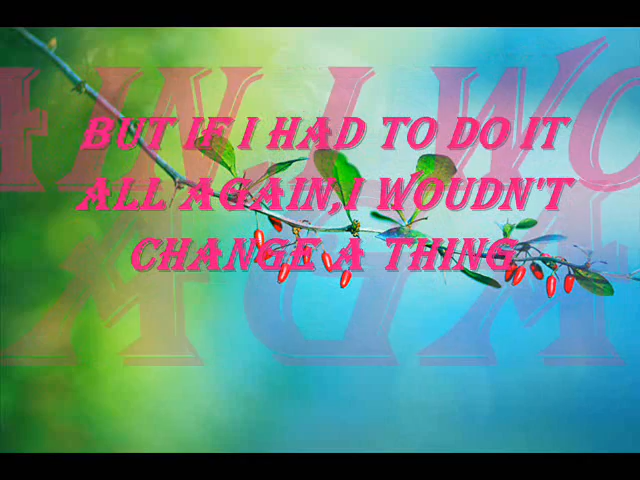 BUT IF I HAD TO DO IT
ALL AGAIN,I WOUDN'T
CHANGE A THING